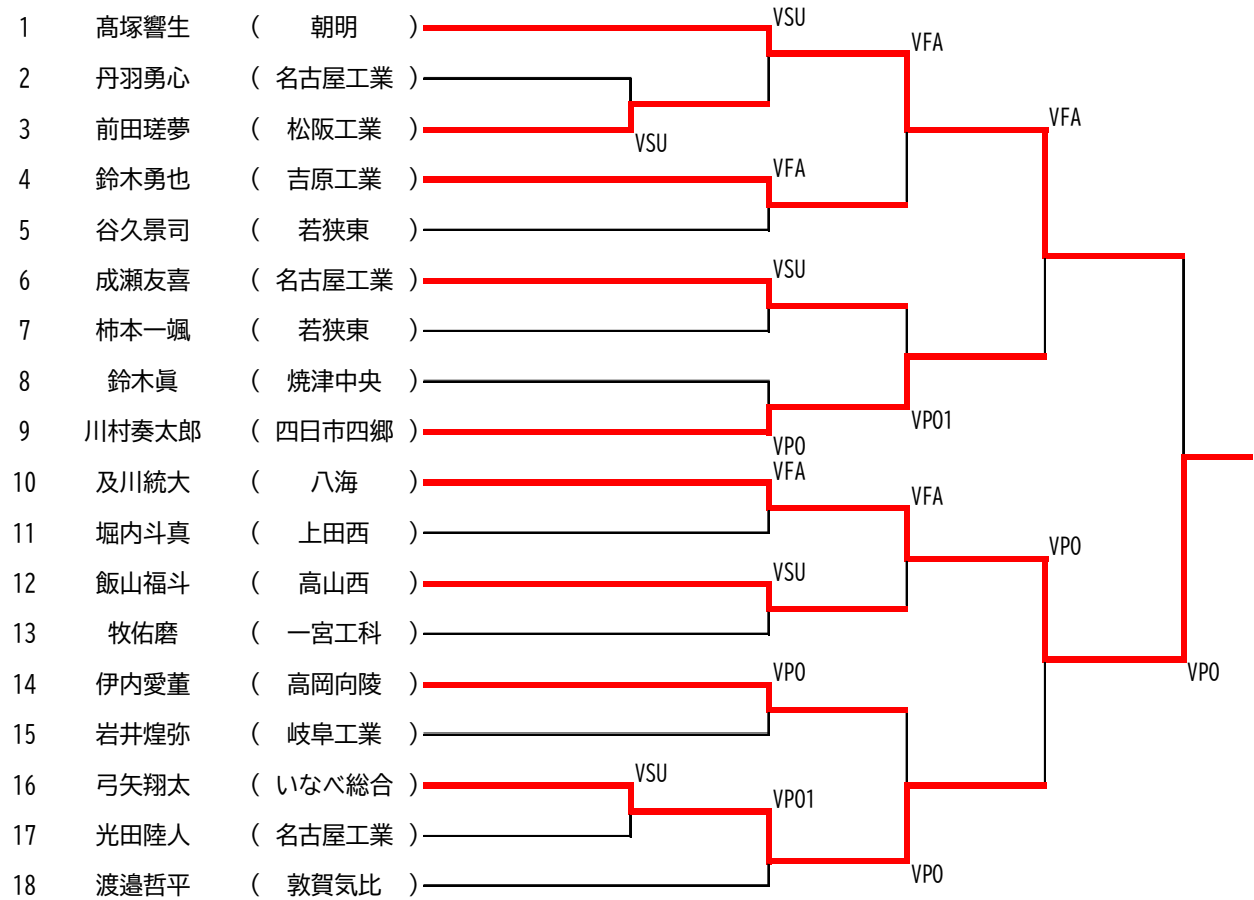 1 髙塚響生 ( 朝明 ) VSU
VFA
2 丹羽勇心 ( 名古屋工業 )
3 前田瑳夢 ( 松阪工業 ) VSU
VFA
4 鈴木勇也 ( 吉原工業 ) VFA
5 谷久景司 ( 若狭東 )
6 成瀬友喜 ( 名古屋工業 ) VSU
7 柿本一颯 ( 若狭東 )
8 鈴木眞 ( 焼津中央 )
VPO1
9 川村奏太郎 ( 四日市四郷 ) VPO
10 及川統大 ( 八海 ) VFA
VFA
11 堀内斗真 ( 上田西 )
VPO
12 飯山福斗 ( 高山西 ) VSU
13 牧佑磨 ( 一宮工科 )
14 伊内愛董 ( 高岡向陵 ) VPO
VPO
15 岩井煌弥 ( 岐阜工業 )
16 弓矢翔太 ( いなべ総合 ) VSU
VPO1
17 光田陸人 ( 名古屋工業 )
18 渡邉哲平 ( 敦賀気比 ) VPO